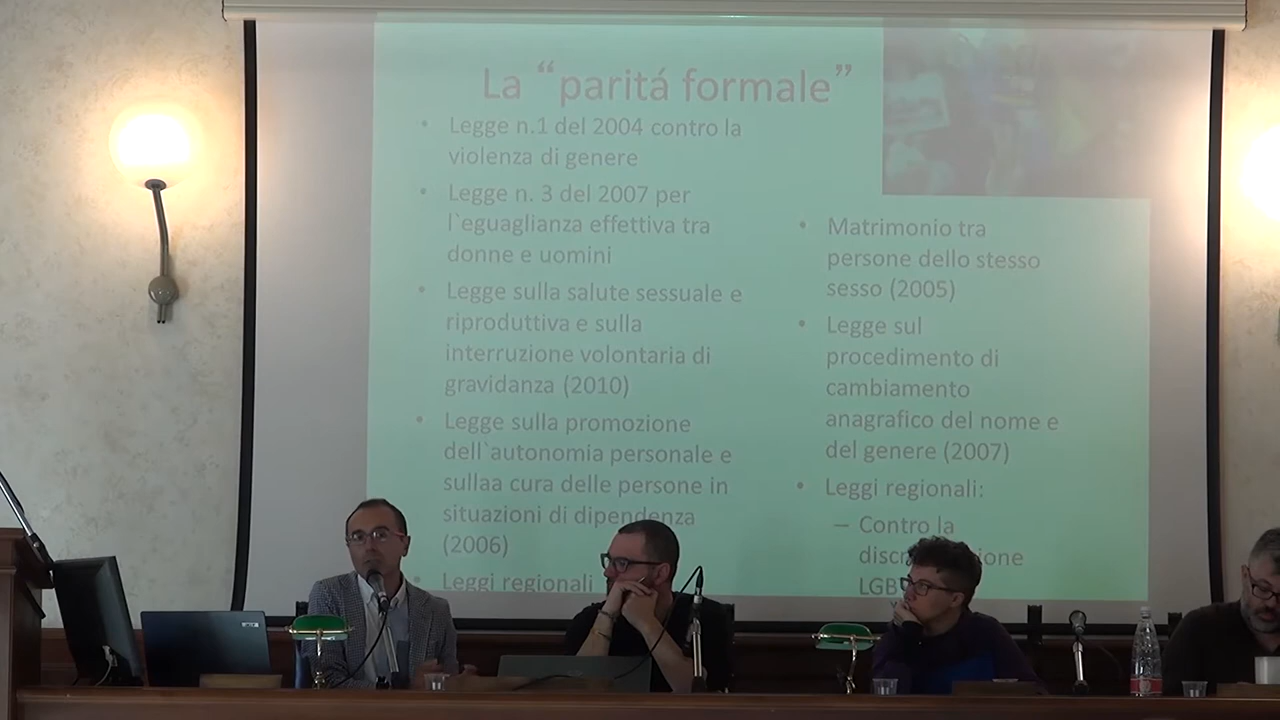 La “paritá formale”
• Legge n.1 del 2004 contro la
violenza di genere
• Legge n. 3 del 2007 per
l`eguaglianza effettiva tra
donne e uomini
• Legge sulla salute sessuale e
riproduttiva e sulla
interruzione volontaria di
gravidanza (2010)
• Legge sulla promozione
dell`autonomía personale e
sullaa cura delle persone in
situazioni di dipendenza
(2006)
• Leggi regionali
• Matrimonio tra
persone dello stesso
sesso (2005)
• Legge sul
procedimento di
cambiamento
anagrafico del nome e
del genere (2007)
• Leggi regionali:
– Contro la